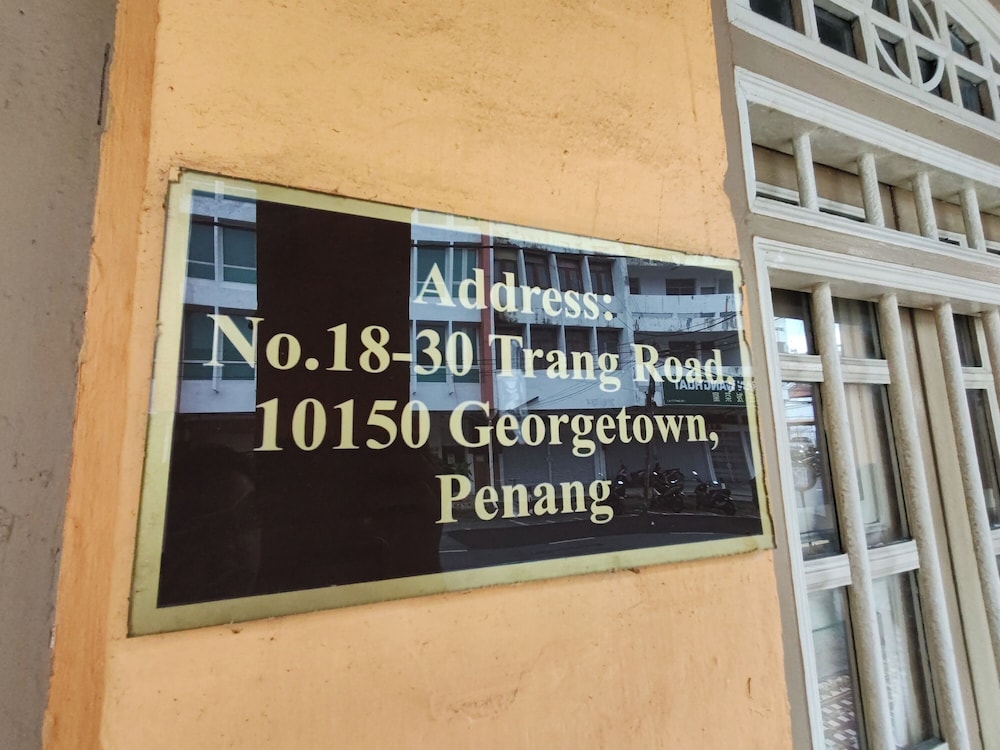 Address:
No.18-30 Trang Road,
10150 Georgetown,
Penang